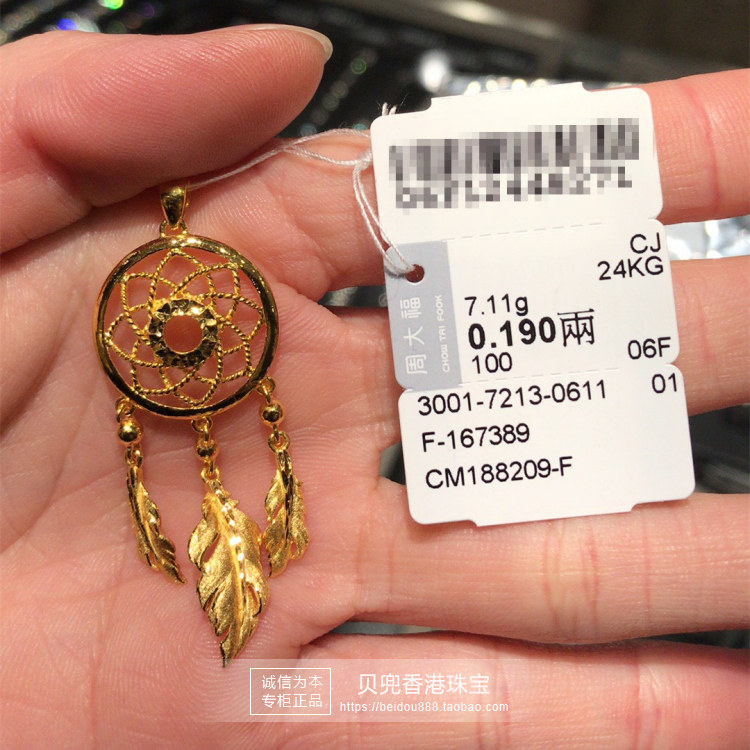 CJ
24KG
周大福
CHOW TAI FOOK
7.11g
0.190兩
100
06F
3001-7213-0611
01
F-167389
CM188209-F
诚信为本
专柜正品
贝兜香港珠宝
https://beidou888.taobao.com